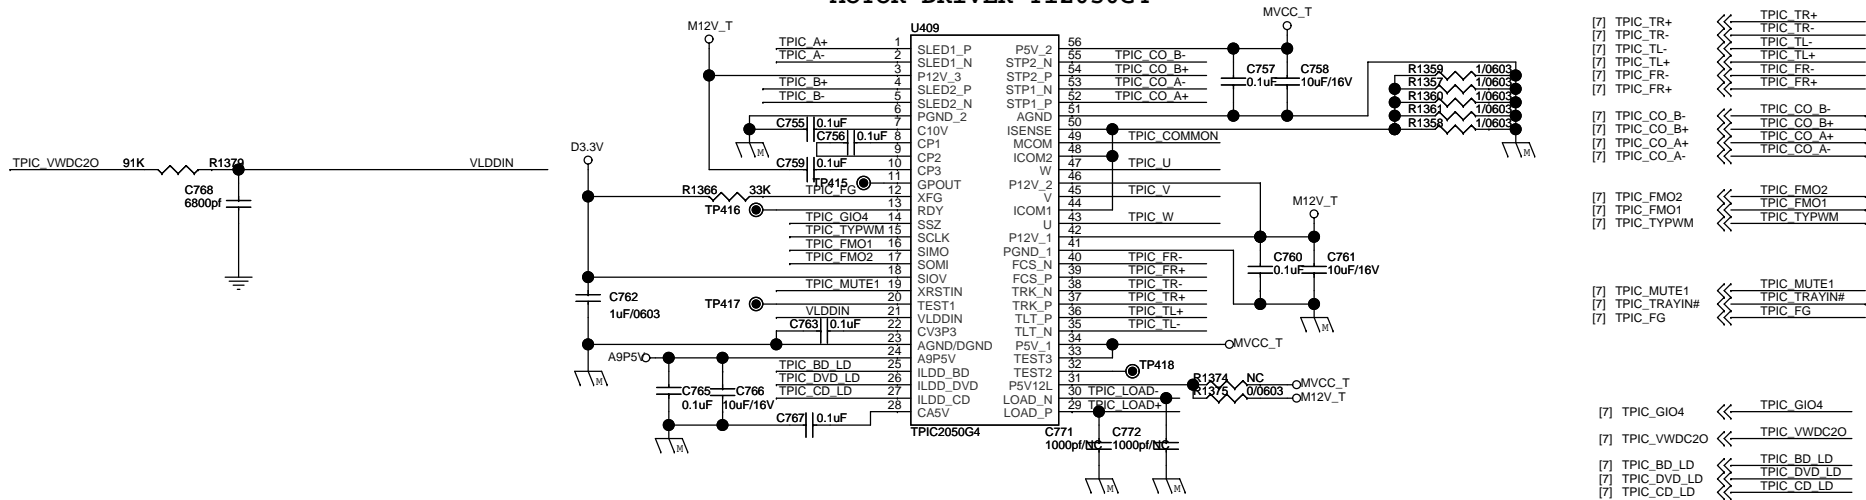 U409
M12V_T
MVCC_T
TPIC_A+ 1 SLED1_P P5V_2 56
TPIC_A- 2 SLED1_N STP2_N 55 TPIC_CO_B-
3 P12V_3 STP2_P 54 TPIC_CO_B+
TPIC_B+ 4 SLED2_P STP1_N 53 TPIC_CO_A-
TPIC_B- 5 SLED2_N STP1_P 52 TPIC_CO_A+
6 PGND_2 AGND 51
7 C10V ISENSE 50
8 CP1 MCOM 49 TPIC_COMMON
9 CP2 ICOM2 48
10 CP3 W 47 TPIC_U
11 GPOUT P12V_2 46
TPIC_FG 12 XFG V 45 TPIC_V
13 RDY ICOM1 44
TPIC_GIO4 14 SSZ U 43 TPIC_W
TPIC_TYPWM 15 SCLK P12V_1 42
TPIC_FMO1 16 SIMO PGND_1 41
TPIC_FMO2 17 SOMI FCS_N 40 TPIC_FR-
18 SIOV FCS_P 39 TPIC_FR+
TPIC_MUTE1 19 XRSTIN TRK_N 38 TPIC_TR-
20 TEST1 TRK_P 37 TPIC_TR+
VLDDIN 21 VLDDIN TLT_P 36 TPIC_TL+
22 CV3P3 TLT_N 35 TPIC_TL-
23 AGND/DGND P5V_1 34
24 A9P5V TEST3 33
TPIC_BD_LD 25 ILDD_BD TEST2 32
TPIC_DVD_LD 26 ILDD_DVD P5V12L 31
TPIC_CD_LD 27 ILDD_CD LOAD_N 30 TPIC_LOAD-
28 CA5V LOAD_P 29 TPIC_LOAD+
TPIC2050G4
TPIC_VWDC2O 91K R1379 VLDDIN
C768
6800pf
D3.3V
C755 0.1uF
C756 0.1uF
C759 0.1uF
TP415
R1366 33K
TP416
C762
1uF/0603
TP417
C763 0.1uF
A9P5V
C765
0.1uF
C766
10uF/16V
C767 0.1uF
M
M
M
C757
0.1uF
C758
10uF/16V
R1359 1/0603
R1357 1/0603
R1360 1/0603
R1361 1/0603
R1358 1/0603
M
M12V_T
C760
0.1uF
C761
10uF/16V
M
MVCC_T
TP418
R1374 NC MVCC_T
R1375 0/0603 M12V_T
C771
1000pf/NC
C772
1000pf/NC
M
M
[7] TPIC_TR+ TPIC_TR+
[7] TPIC_TR- TPIC_TR-
[7] TPIC_TL- TPIC_TL-
[7] TPIC_TL+ TPIC_TL+
[7] TPIC_FR- TPIC_FR-
[7] TPIC_FR+ TPIC_FR+
[7] TPIC_CO_B- TPIC_CO_B-
[7] TPIC_CO_B+ TPIC_CO_B+
[7] TPIC_CO_A+ TPIC_CO_A+
[7] TPIC_CO_A- TPIC_CO_A-
[7] TPIC_FMO2 TPIC_FMO2
[7] TPIC_FMO1 TPIC_FMO1
[7] TPIC_TYPWM TPIC_TYPWM
[7] TPIC_MUTE1 TPIC_MUTE1
[7] TPIC_TRAYIN# TPIC_TRAYIN#
[7] TPIC_FG TPIC_FG
[7] TPIC_GIO4 TPIC_GIO4
[7] TPIC_VWDC2O TPIC_VWDC2O
[7] TPIC_BD_LD TPIC_BD_LD
[7] TPIC_DVD_LD TPIC_DVD_LD
[7] TPIC_CD_LD TPIC_CD_LD